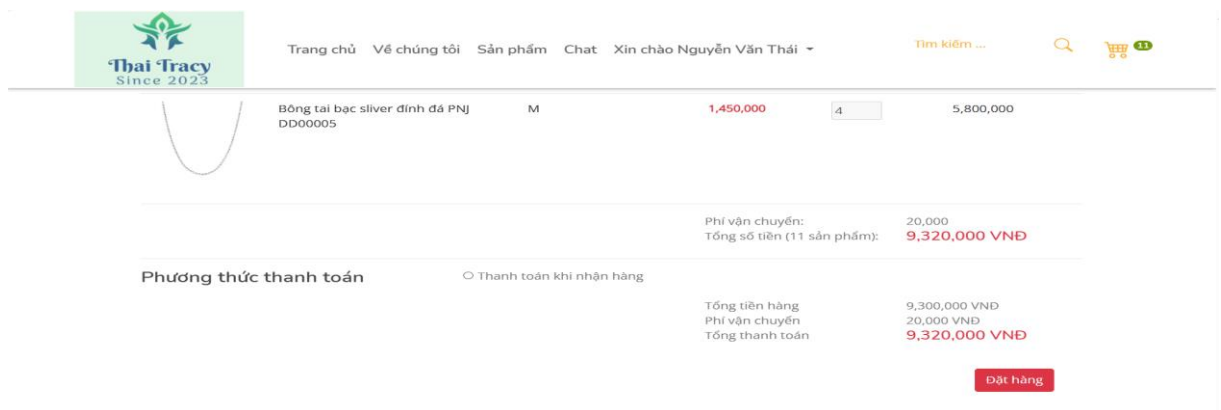 Thai Tracy
Since 2023
Trang chủ Về chúng tôi Sản phẩm Chat Xin chào Nguyễn Văn Thái Tìm kiếm ... 11
Bông tai bạc sliver đính đá PNJ M 1,450,000 4 5,800,000
DD00005
Phí vận chuyển: 20,000
Tổng số tiền (11 sản phẩm): 9,320,000 VNĐ
Phương thức thanh toán Thanh toán khi nhận hàng
Tổng tiền hàng 9,300,000 VNĐ
Phí vận chuyển 20,000 VNĐ
Tổng thanh toán 9,320,000 VNĐ
Đặt hàng